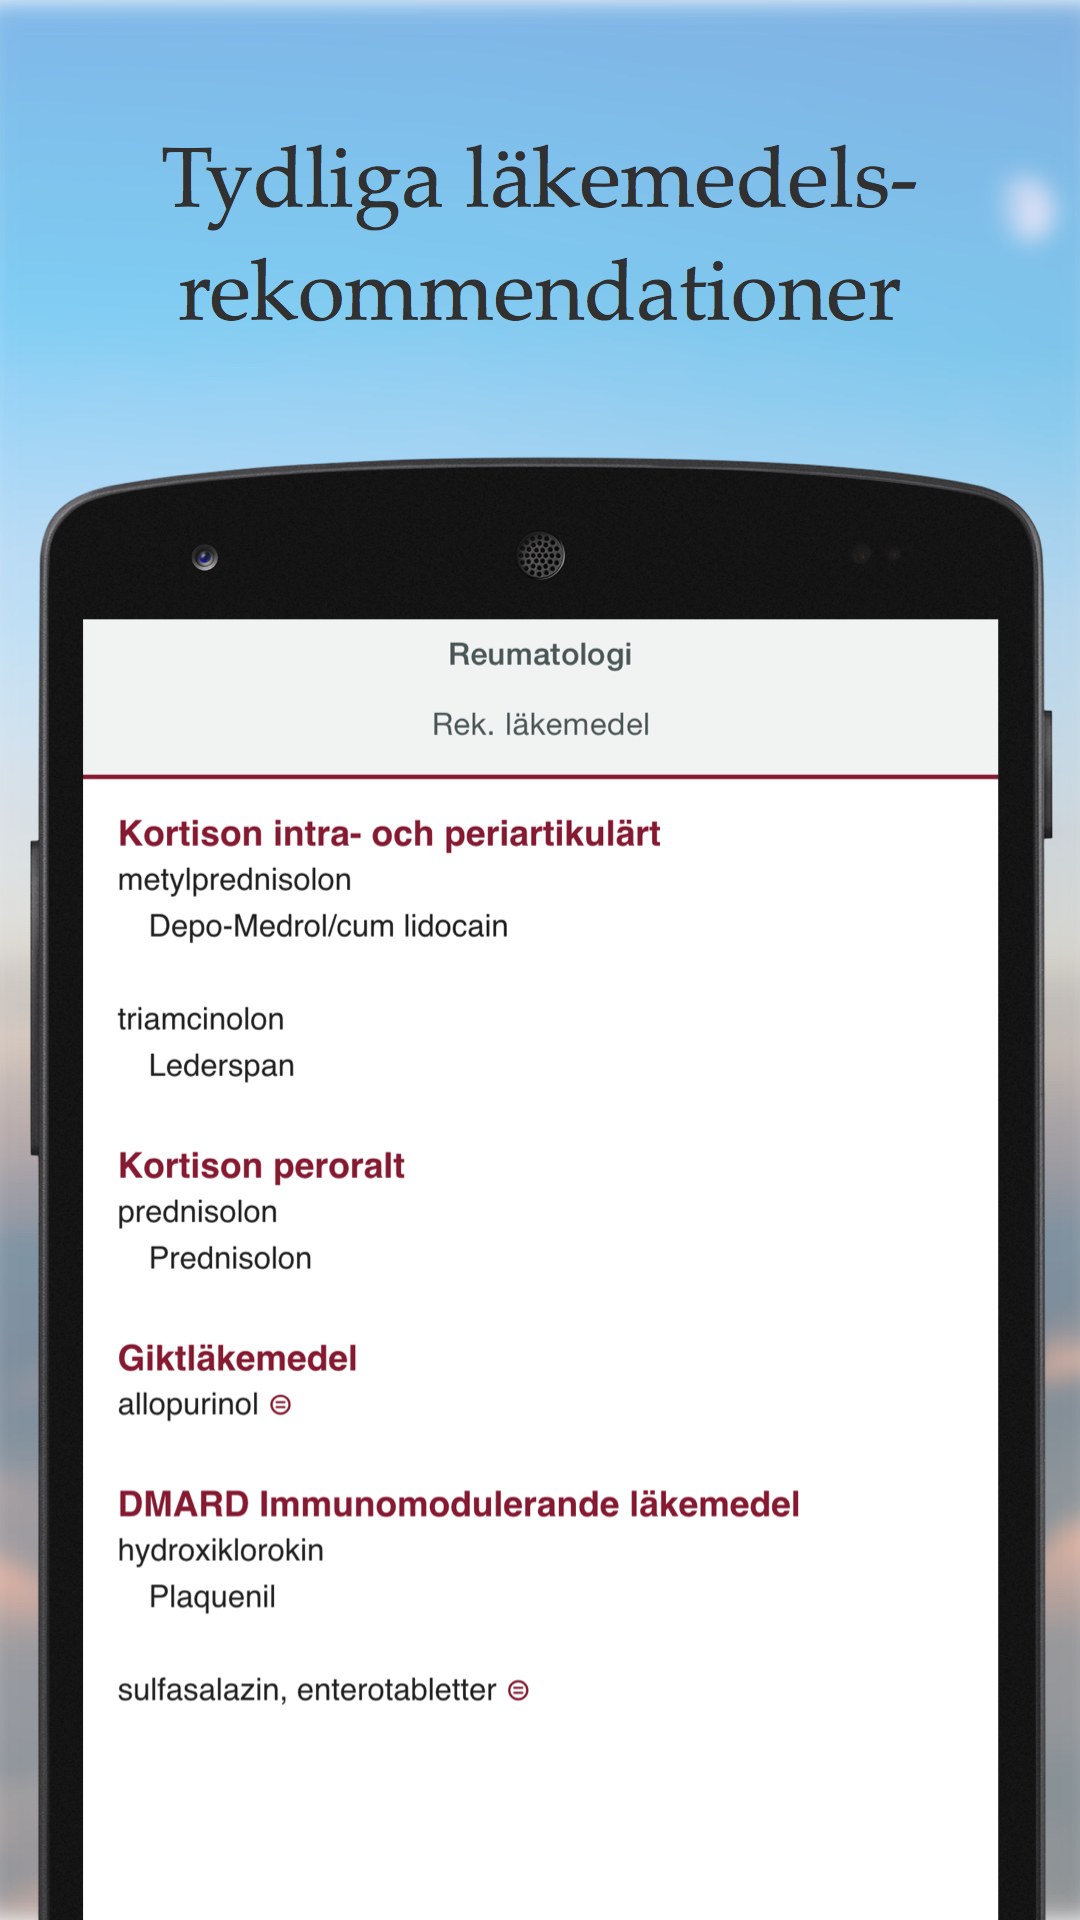 Tydliga läkemedels-
rekommendationer
Reumatologi
Rek. läkemedel
Kortison intra- och periartikulärt
metylprednisolon
Depo-Medrol/cum lidocain
triamcinolon
Lederspan
Kortison peroralt
prednisolon
Prednisolon
Giktläkemedel
allopurinol
DMARD Immunomodulerande läkemedel
hydroxiklorokin
Plaquenil
sulfasalazin, enterotabletter